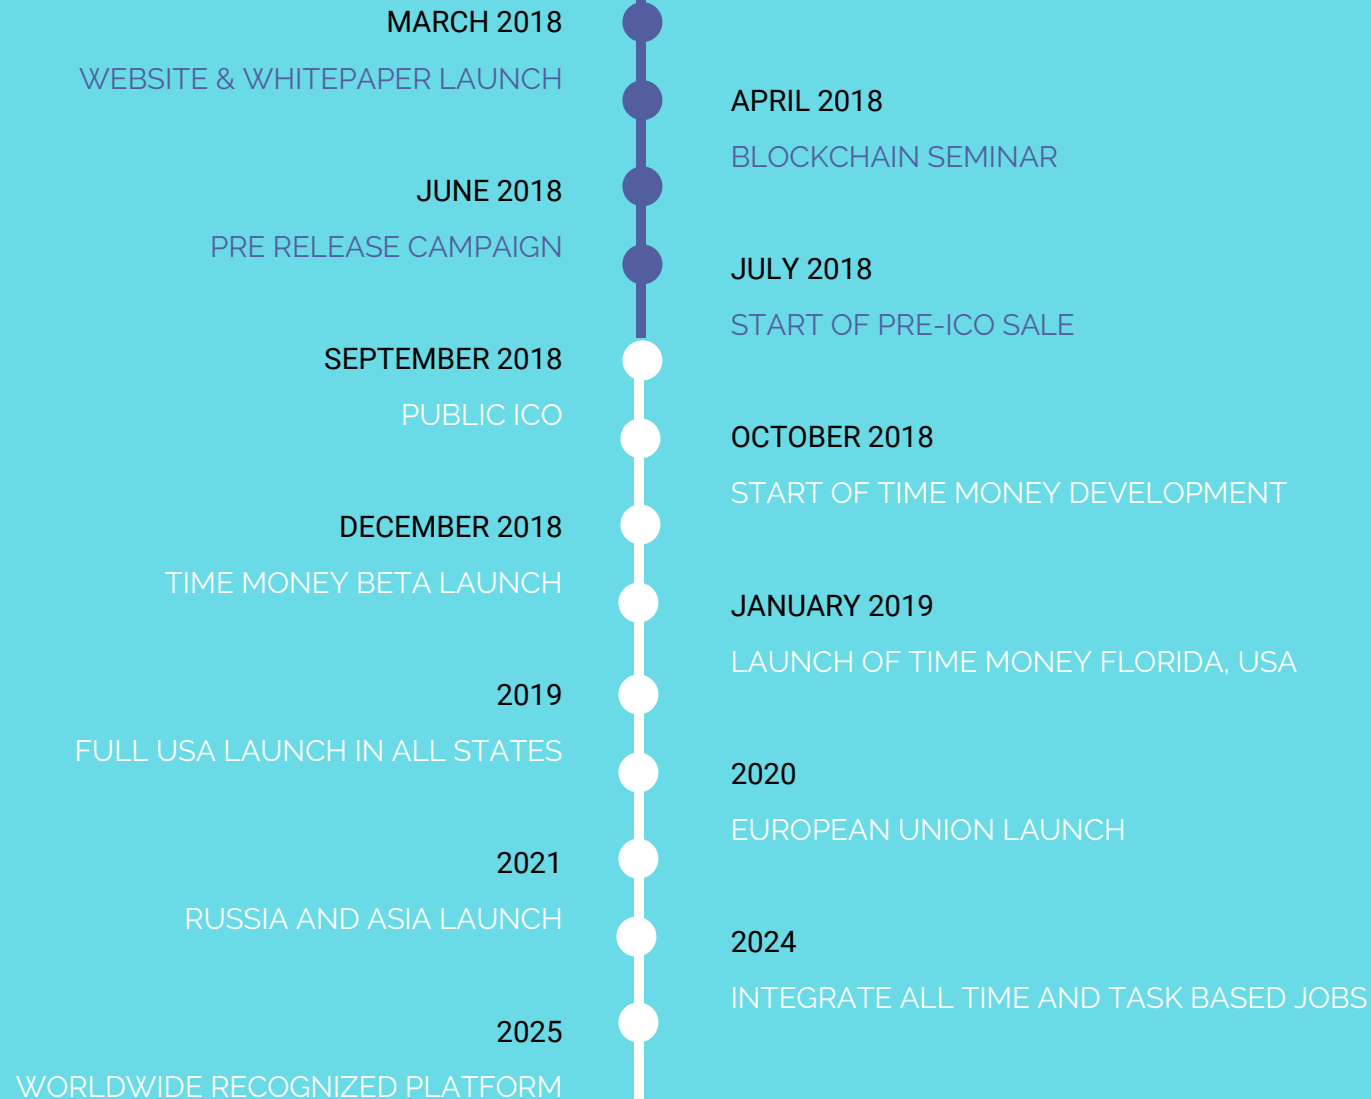 MARCH 2018
WEBSITE & WHITEPAPER LAUNCH
APRIL 2018
BLOCKCHAIN SEMINAR
JUNE 2018
PRE RELEASE CAMPAIGN
JULY 2018
START OF PRE-ICO SALE
SEPTEMBER 2018
PUBLIC ICO
OCTOBER 2018
START OF TIME MONEY DEVELOPMENT
DECEMBER 2018
TIME MONEY BETA LAUNCH
JANUARY 2019
LAUNCH OF TIME MONEY FLORIDA, USA
2019
FULL USA LAUNCH IN ALL STATES
2020
EUROPEAN UNION LAUNCH
2021
RUSSIA AND ASIA LAUNCH
2024
INTEGRATE ALL TIME AND TASK BASED JOBS
2025
WORLDWIDE RECOGNIZED PLATFORM